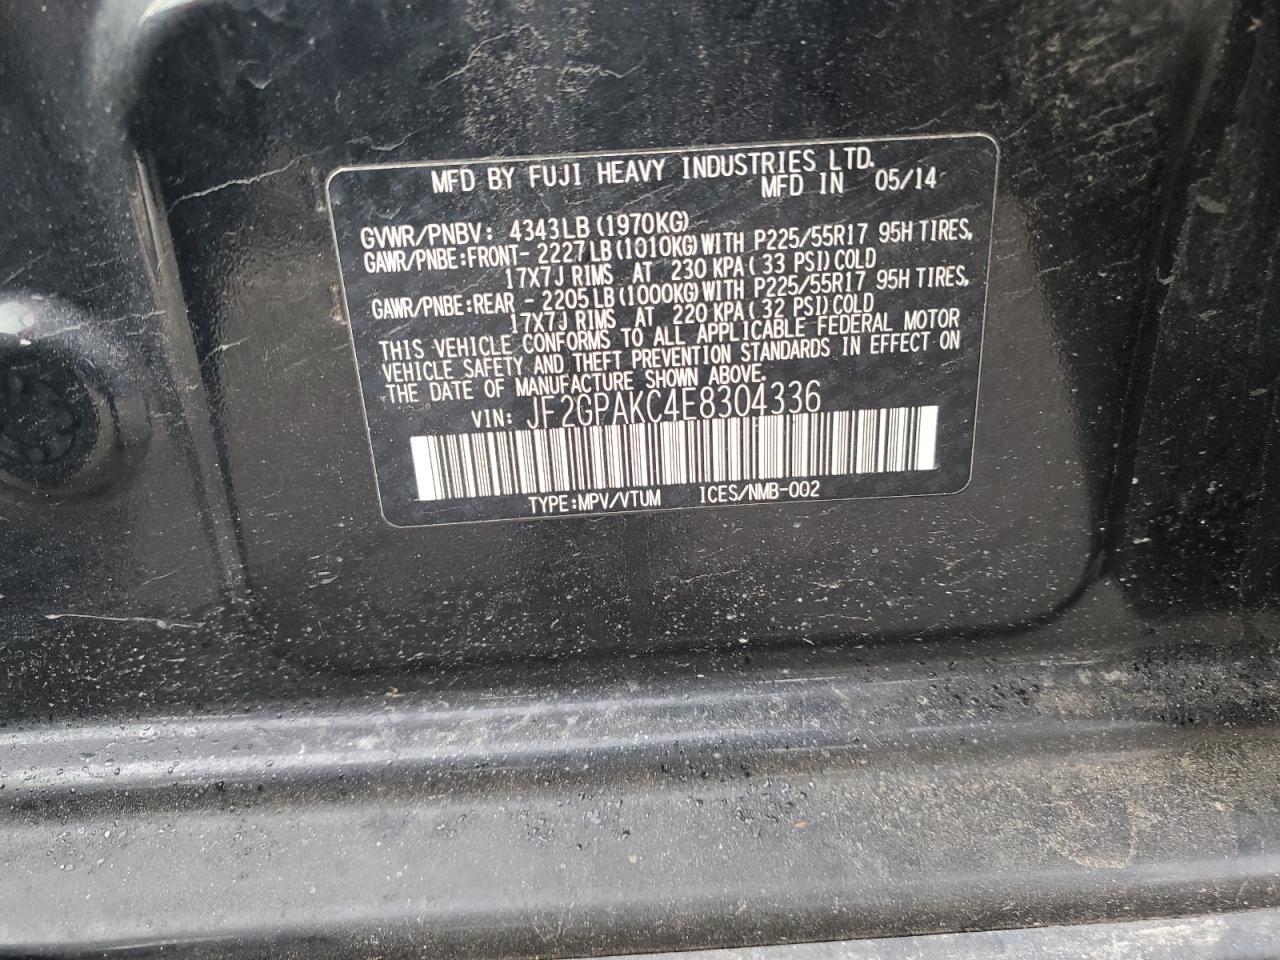 MFD BY FUJI HEAVY INDUSTRIES LTD.
MFD IN 05/14
GVWR/PNBV: 4343LB (1970KG)
GAWR/PNBE:FRONT- 2227LB(1010KG)WITH P225/55R17 95H TIRES,
17X7J RIMS AT 230 KPA( 33 PSI)COLD
GAWR/PNBE:REAR - 2205LB(1000KG)WITH P225/55R17 95H TIRES,
17X7J RIMS AT 220 KPA( 32 PSI)COLD
THIS VEHICLE CONFORMS TO ALL APPLICABLE FEDERAL MOTOR
VEHICLE SAFETY AND THEFT PREVENTION STANDARDS IN EFFECT ON
THE DATE OF MANUFACTURE SHOWN ABOVE.
VIN: JF2GPAKC4E8304336
TYPE:MPV/VTUM ICES/NMB-002